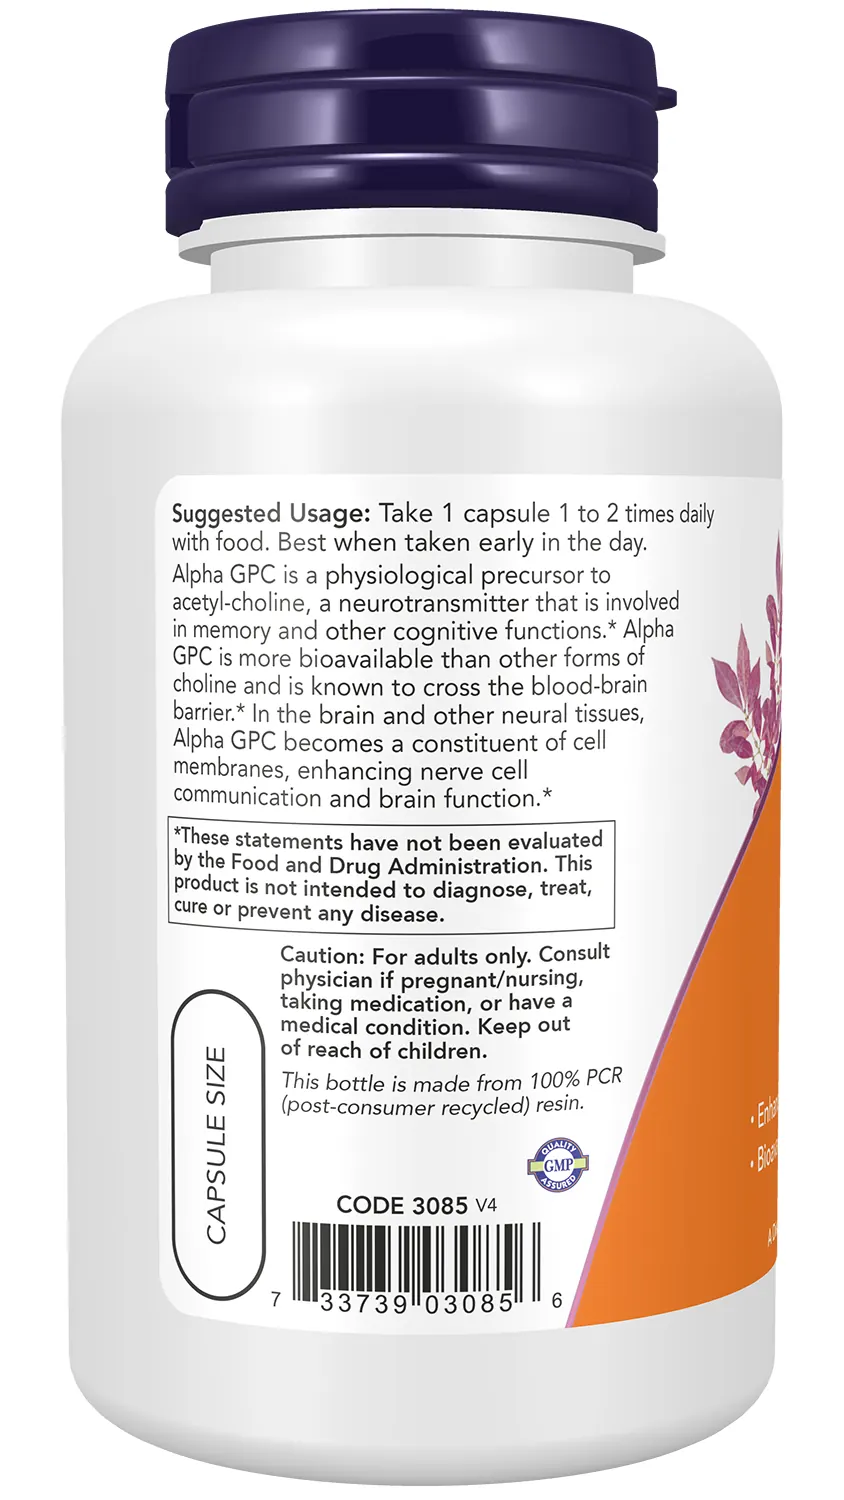 Suggested Usage: Take 1 capsule 1 to 2 times daily
with food. Best when taken early in the day.
Alpha GPC is a physiological precursor to
acetyl-choline, a neurotransmitter that is involved
in memory and other cognitive functions.* Alpha
GPC is more bioavailable than other forms of
choline and is known to cross the blood-brain
barrier.* In the brain and other neural tissues,
Alpha GPC becomes a constituent of cell
membranes, enhancing nerve cell
communication and brain function.*
*These statements have not been evaluated
by the Food and Drug Administration. This
product is not intended to diagnose, treat,
cure or prevent any disease.
Caution: For adults only. Consult
physician if pregnant/nursing,
taking medication, or have a
medical condition. Keep out
of reach of children.
This bottle is made from 100% PCR
(post-consumer recycled) resin.
CAPSULE SIZE
QUALITY
GMP
ASSURED
CODE 3085 V4
7 33739 03085 6